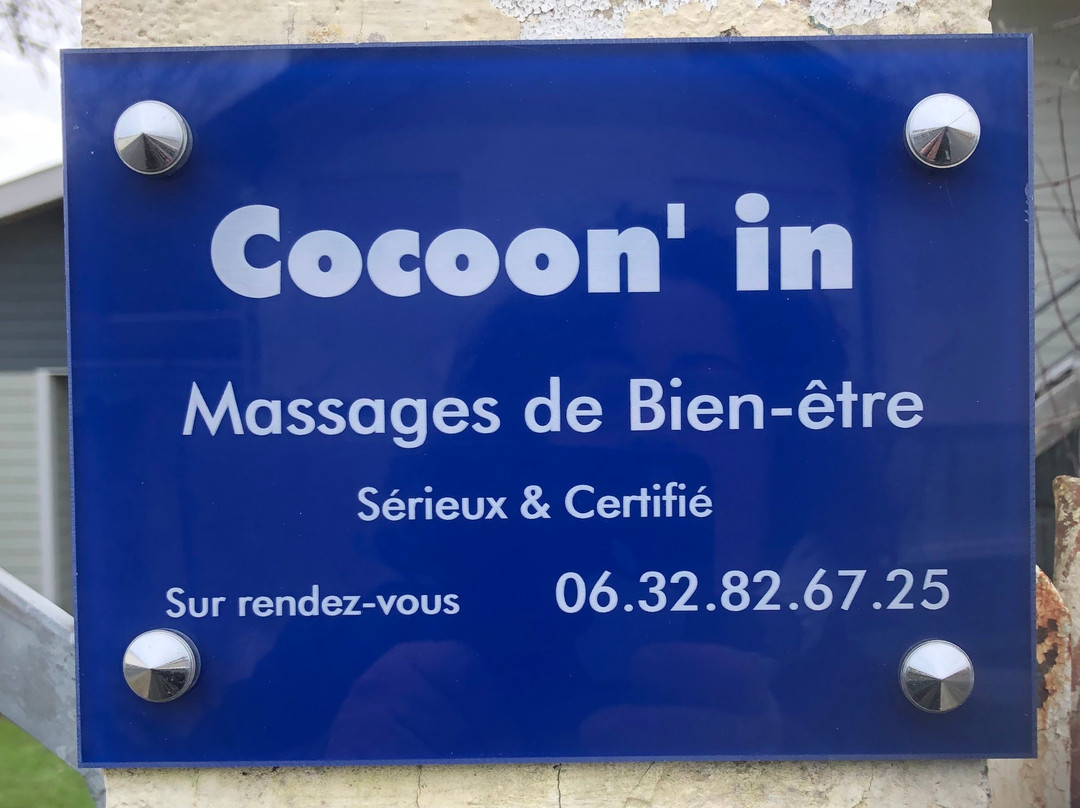 Cocoon' in
Massages de Bien-être
Sérieux & Certifié
Sur rendez-vous 06.32.82.67.25